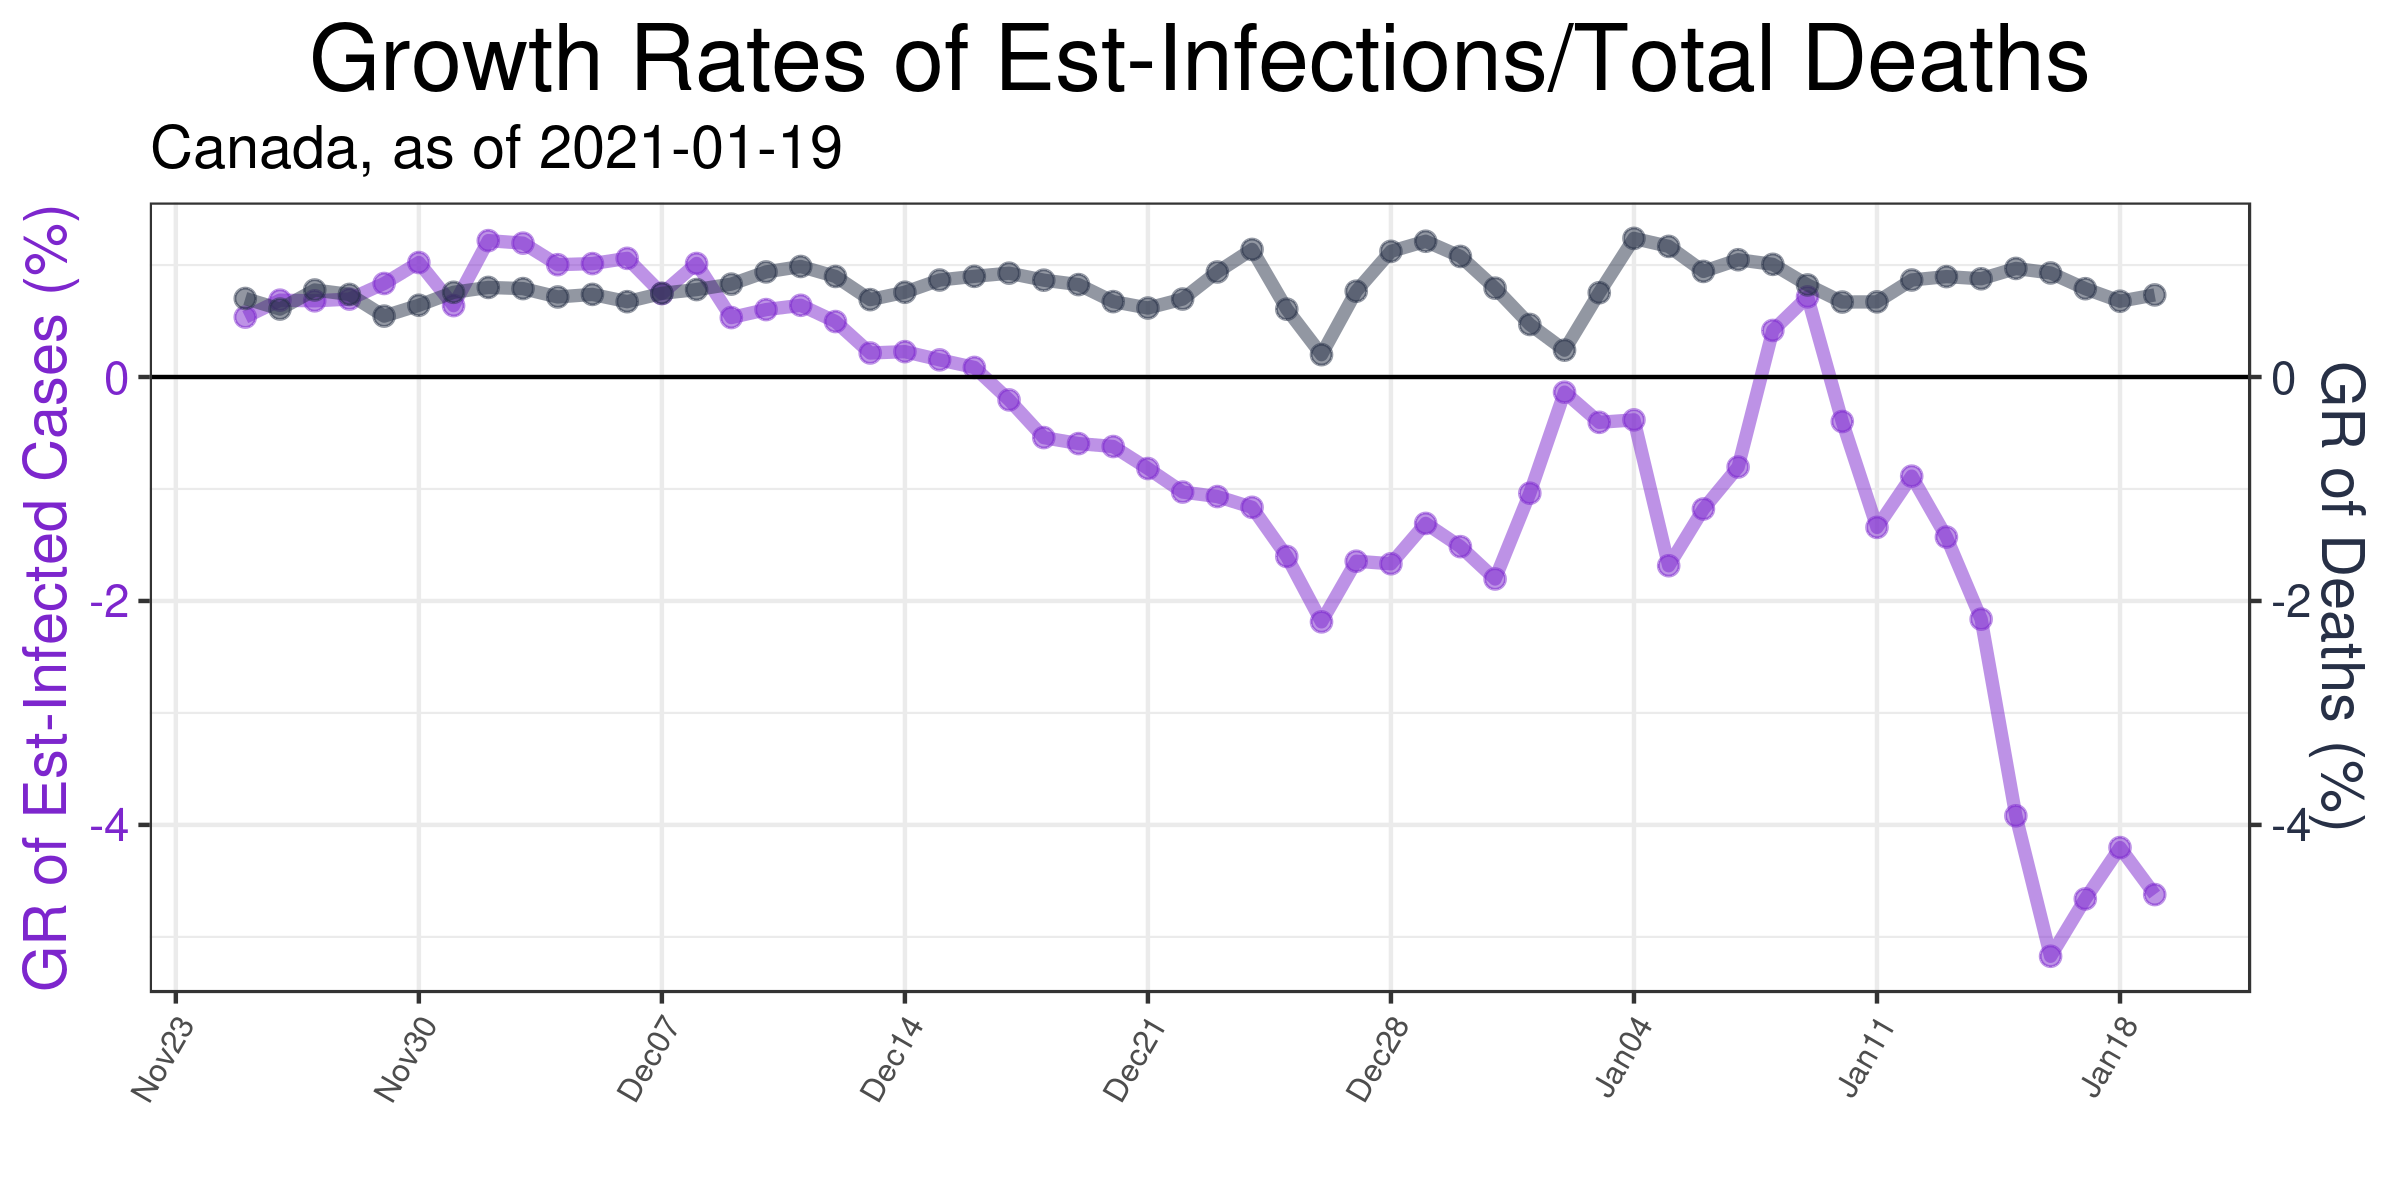 Growth Rates of Est-Infections/Total Deaths
Canada, as of 2021-01-19
GR of Est-Infected Cases (%)
0
-2
-4
0
-2
-4
GR of Deaths (%)
Nov23
Nov30
Dec07
Dec14
Dec21
Dec28
Jan04
Jan11
Jan18